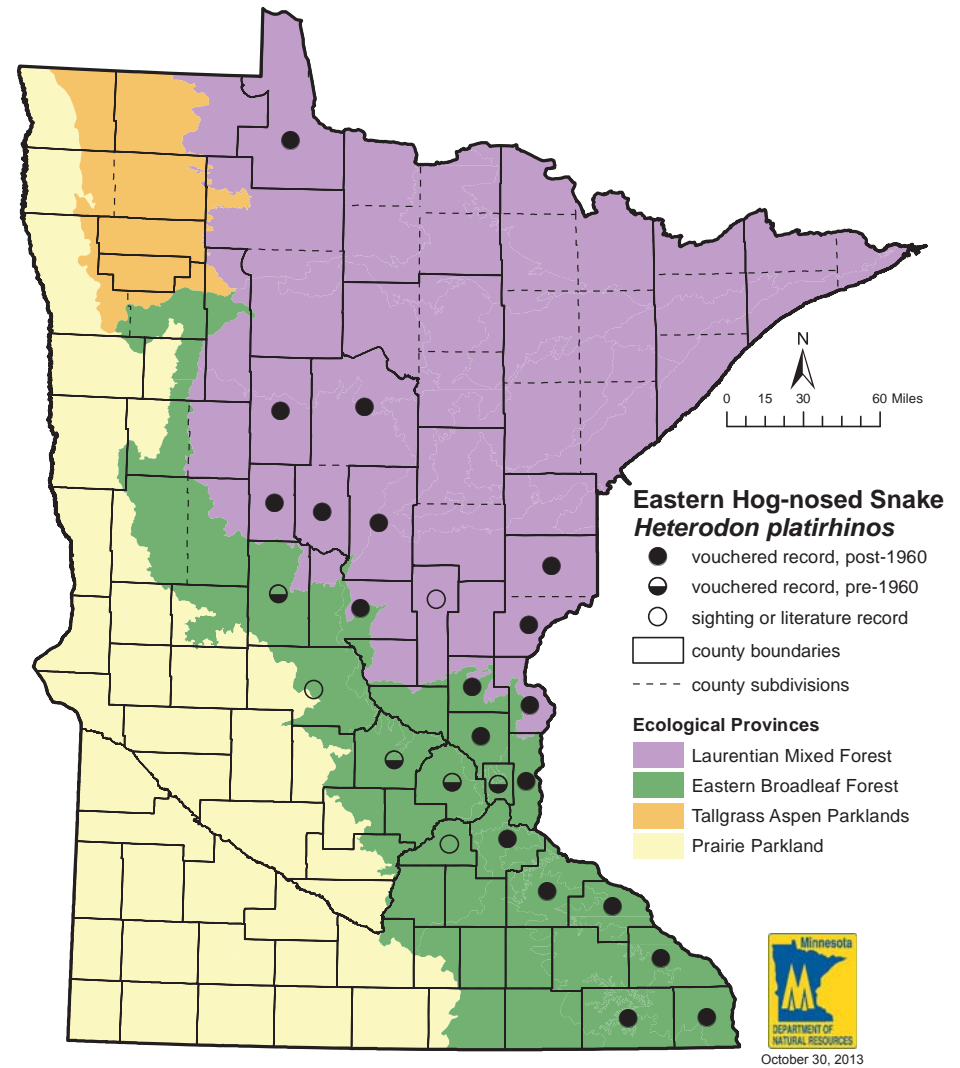 N
0 15 30 60 Miles
Eastern Hog-nosed Snake
Heterodon platirhinos
vouchered record, post-1960
vouchered record, pre-1960
sighting or literature record
county boundaries
county subdivisions
Ecological Provinces
Laurentian Mixed Forest
Eastern Broadleaf Forest
Tallgrass Aspen Parklands
Prairie Parkland
Minnesota
M
DEPARTMENT OF
NATURAL RESOURCES
October 30, 2013